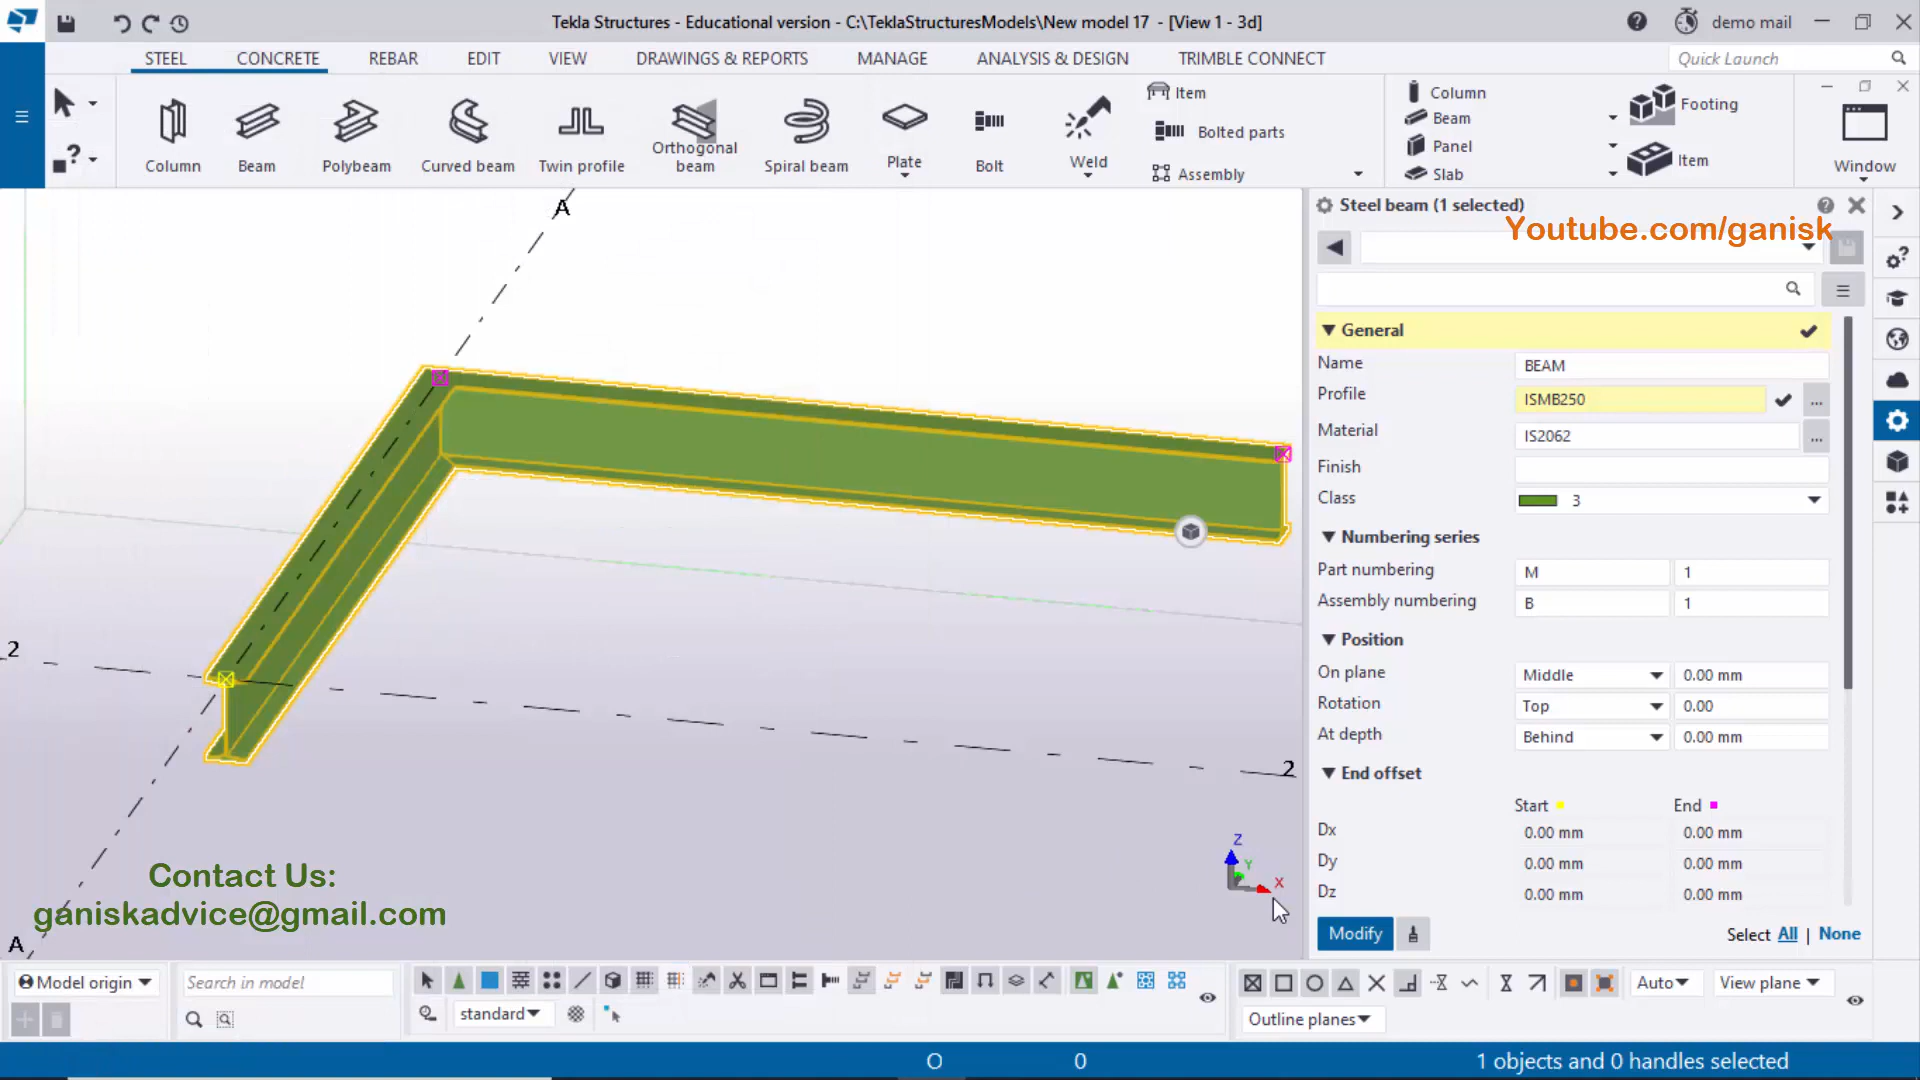 Tekla Structures - Educational version - C:\TeklaStructuresModels\New model 17 - [View 1 - 3d]
demo mail
STEEL CONCRETE REBAR EDIT VIEW DRAWINGS & REPORTS MANAGE ANALYSIS & DESIGN TRIMBLE CONNECT
Quick Launch
Column
Beam
Polybeam
Curved beam
Twin profile
Orthogonal
beam
Spiral beam
Plate
Bolt
Weld
Item
Bolted parts
Assembly
Column
Beam
Panel
Slab
Footing
Item
Window
A
2
2
A
Z
Y
X
Contact Us:
ganiskadvice@gmail.com
Steel beam (1 selected)
Youtube.com/ganisk
General
Name BEAM
Profile ISMB250 ...
Material IS2062 ...
Finish
Class 3
Numbering series
Part numbering M 1
Assembly numbering B 1
Position
On plane Middle 0.00 mm
Rotation Top 0.00
At depth Behind 0.00 mm
End offset
Start End
Dx 0.00 mm 0.00 mm
Dy 0.00 mm 0.00 mm
Dz 0.00 mm 0.00 mm
Modify
Select All | None
Model origin
Search in model
standard
Auto
View plane
Outline planes
O 0 1 objects and 0 handles selected